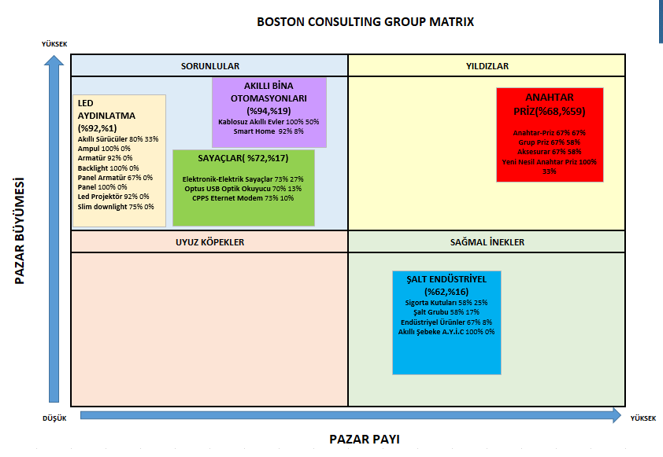 BOSTON CONSULTING GROUP MATRIX
YÜKSEK
SORUNLULAR
YILDIZLAR
LED
AYDINLATMA
(%92,%1)
Akıllı Sürücüler 80% 33%
Ampul 100% 0%
Armatür 92% 0%
Backlight 100% 0%
Panel Armatür 67% 0%
Panel 100% 0%
Led Projektör 92% 0%
Slim downlight 75% 0%
AKILLI BİNA
OTOMASYONLARI
(%94,%19)
Kablosuz Akıllı Evler 100% 50%
Smart Home 92% 8%
SAYAÇLAR( %72,%17)
Elektronik-Elektrik Sayaçlar 73% 27%
Optus USB Optik Okuyucu 70% 13%
CPPS Eternet Modem 73% 10%
ANAHTAR
PRİZ(%68,%59)
Anahtar-Priz 67% 67%
Grup Priz 67% 58%
Aksesurar 67% 58%
Yeni Nesil Anahtar Priz 100%
33%
PAZAR BÜYÜMESİ
UYUZ KÖPEKLER
SAĞMAL İNEKLER
ŞALT ENDÜSTRİYEL
(%62,%16)
Sigorta Kutuları 58% 25%
Şalt Grubu 58% 17%
Endüstriyel Ürünler 67% 8%
Akıllı Şebeke A.Y.İ.C 100% 0%
DÜŞÜK
YÜKSEK
PAZAR PAYI